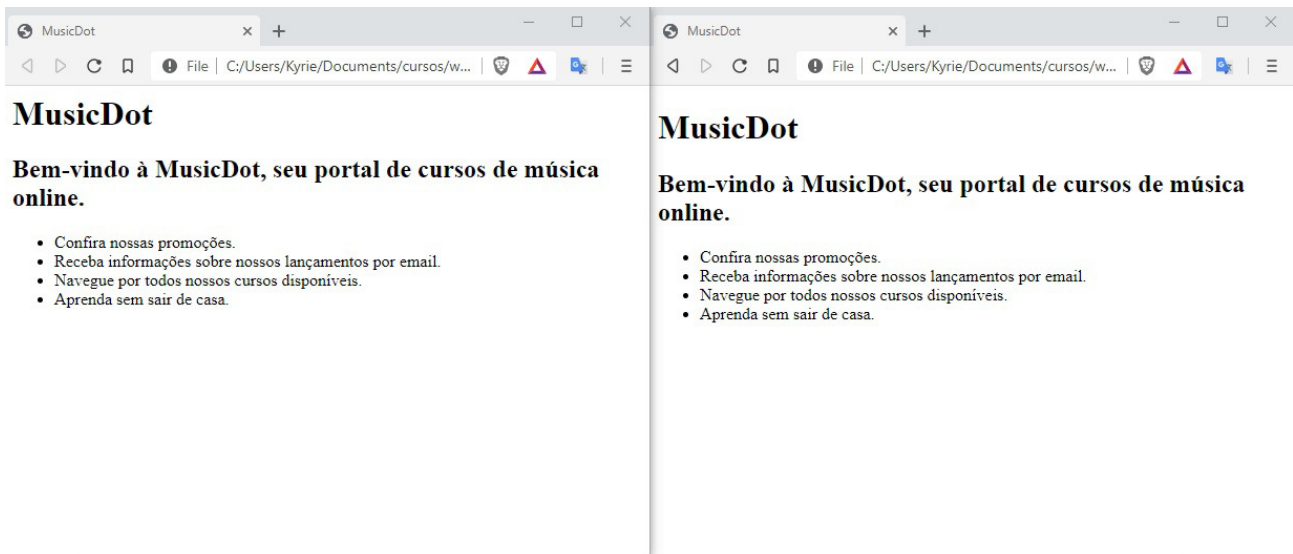 MusicDot
File | C:/Users/Kyrie/Documents/cursos/w...
MusicDot
Bem-vindo à MusicDot, seu portal de cursos de música
online.
• Confira nossas promoções.
• Receba informações sobre nossos lançamentos por email.
• Navegue por todos nossos cursos disponíveis.
• Aprenda sem sair de casa.
MusicDot
File | C:/Users/Kyrie/Documents/cursos/w...
MusicDot
Bem-vindo à MusicDot, seu portal de cursos de música
online.
• Confira nossas promoções.
• Receba informações sobre nossos lançamentos por email.
• Navegue por todos nossos cursos disponíveis.
• Aprenda sem sair de casa.